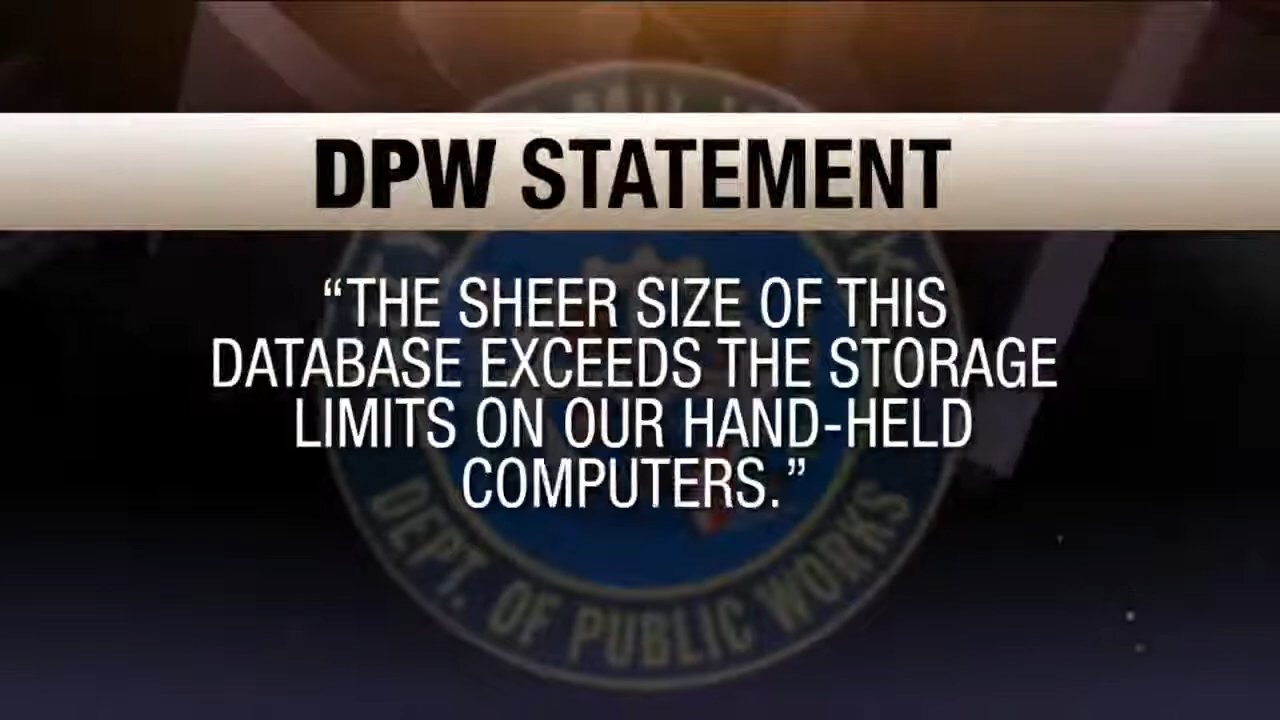 DPW STATEMENT
“THE SHEER SIZE OF THIS
DATABASE EXCEEDS THE STORAGE
LIMITS ON OUR HAND-HELD
COMPUTERS.”
DEPT. OF PUBLIC WORKS